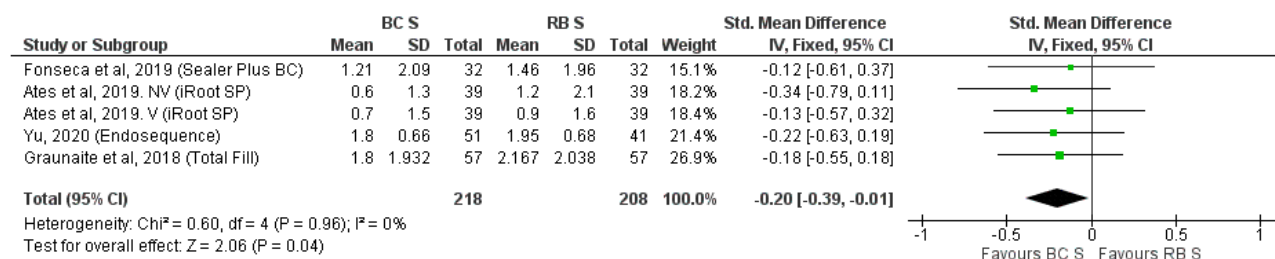 BC S RB S Std. Mean Difference Std. Mean Difference
Study or Subgroup Mean SD Total Mean SD Total Weight IV, Fixed, 95% CI IV, Fixed, 95% CI
Fonseca et al, 2019 (Sealer Plus BC) 1.21 2.09 32 1.46 1.96 32 15.1% -0.12 [-0.61, 0.37]
Ates et al, 2019. NV (iRoot SP) 0.6 1.3 39 1.2 2.1 39 18.2% -0.34 [-0.79, 0.11]
Ates et al, 2019. V (iRoot SP) 0.7 1.5 39 0.9 1.6 39 18.4% -0.13 [-0.57, 0.32]
Yu, 2020 (Endosequence) 1.8 0.66 51 1.95 0.68 41 21.4% -0.22 [-0.63, 0.19]
Graunaite et al, 2018 (Total Fill) 1.8 1.932 57 2.167 2.038 57 26.9% -0.18 [-0.55, 0.18]
Total (95% CI) 218 208 100.0% -0.20 [-0.39, -0.01]
Heterogeneity: Chi² = 0.60, df = 4 (P = 0.96); I² = 0%
Test for overall effect: Z = 2.06 (P = 0.04)
-1 -0.5 0 0.5 1
Favours BC S Favours RB S